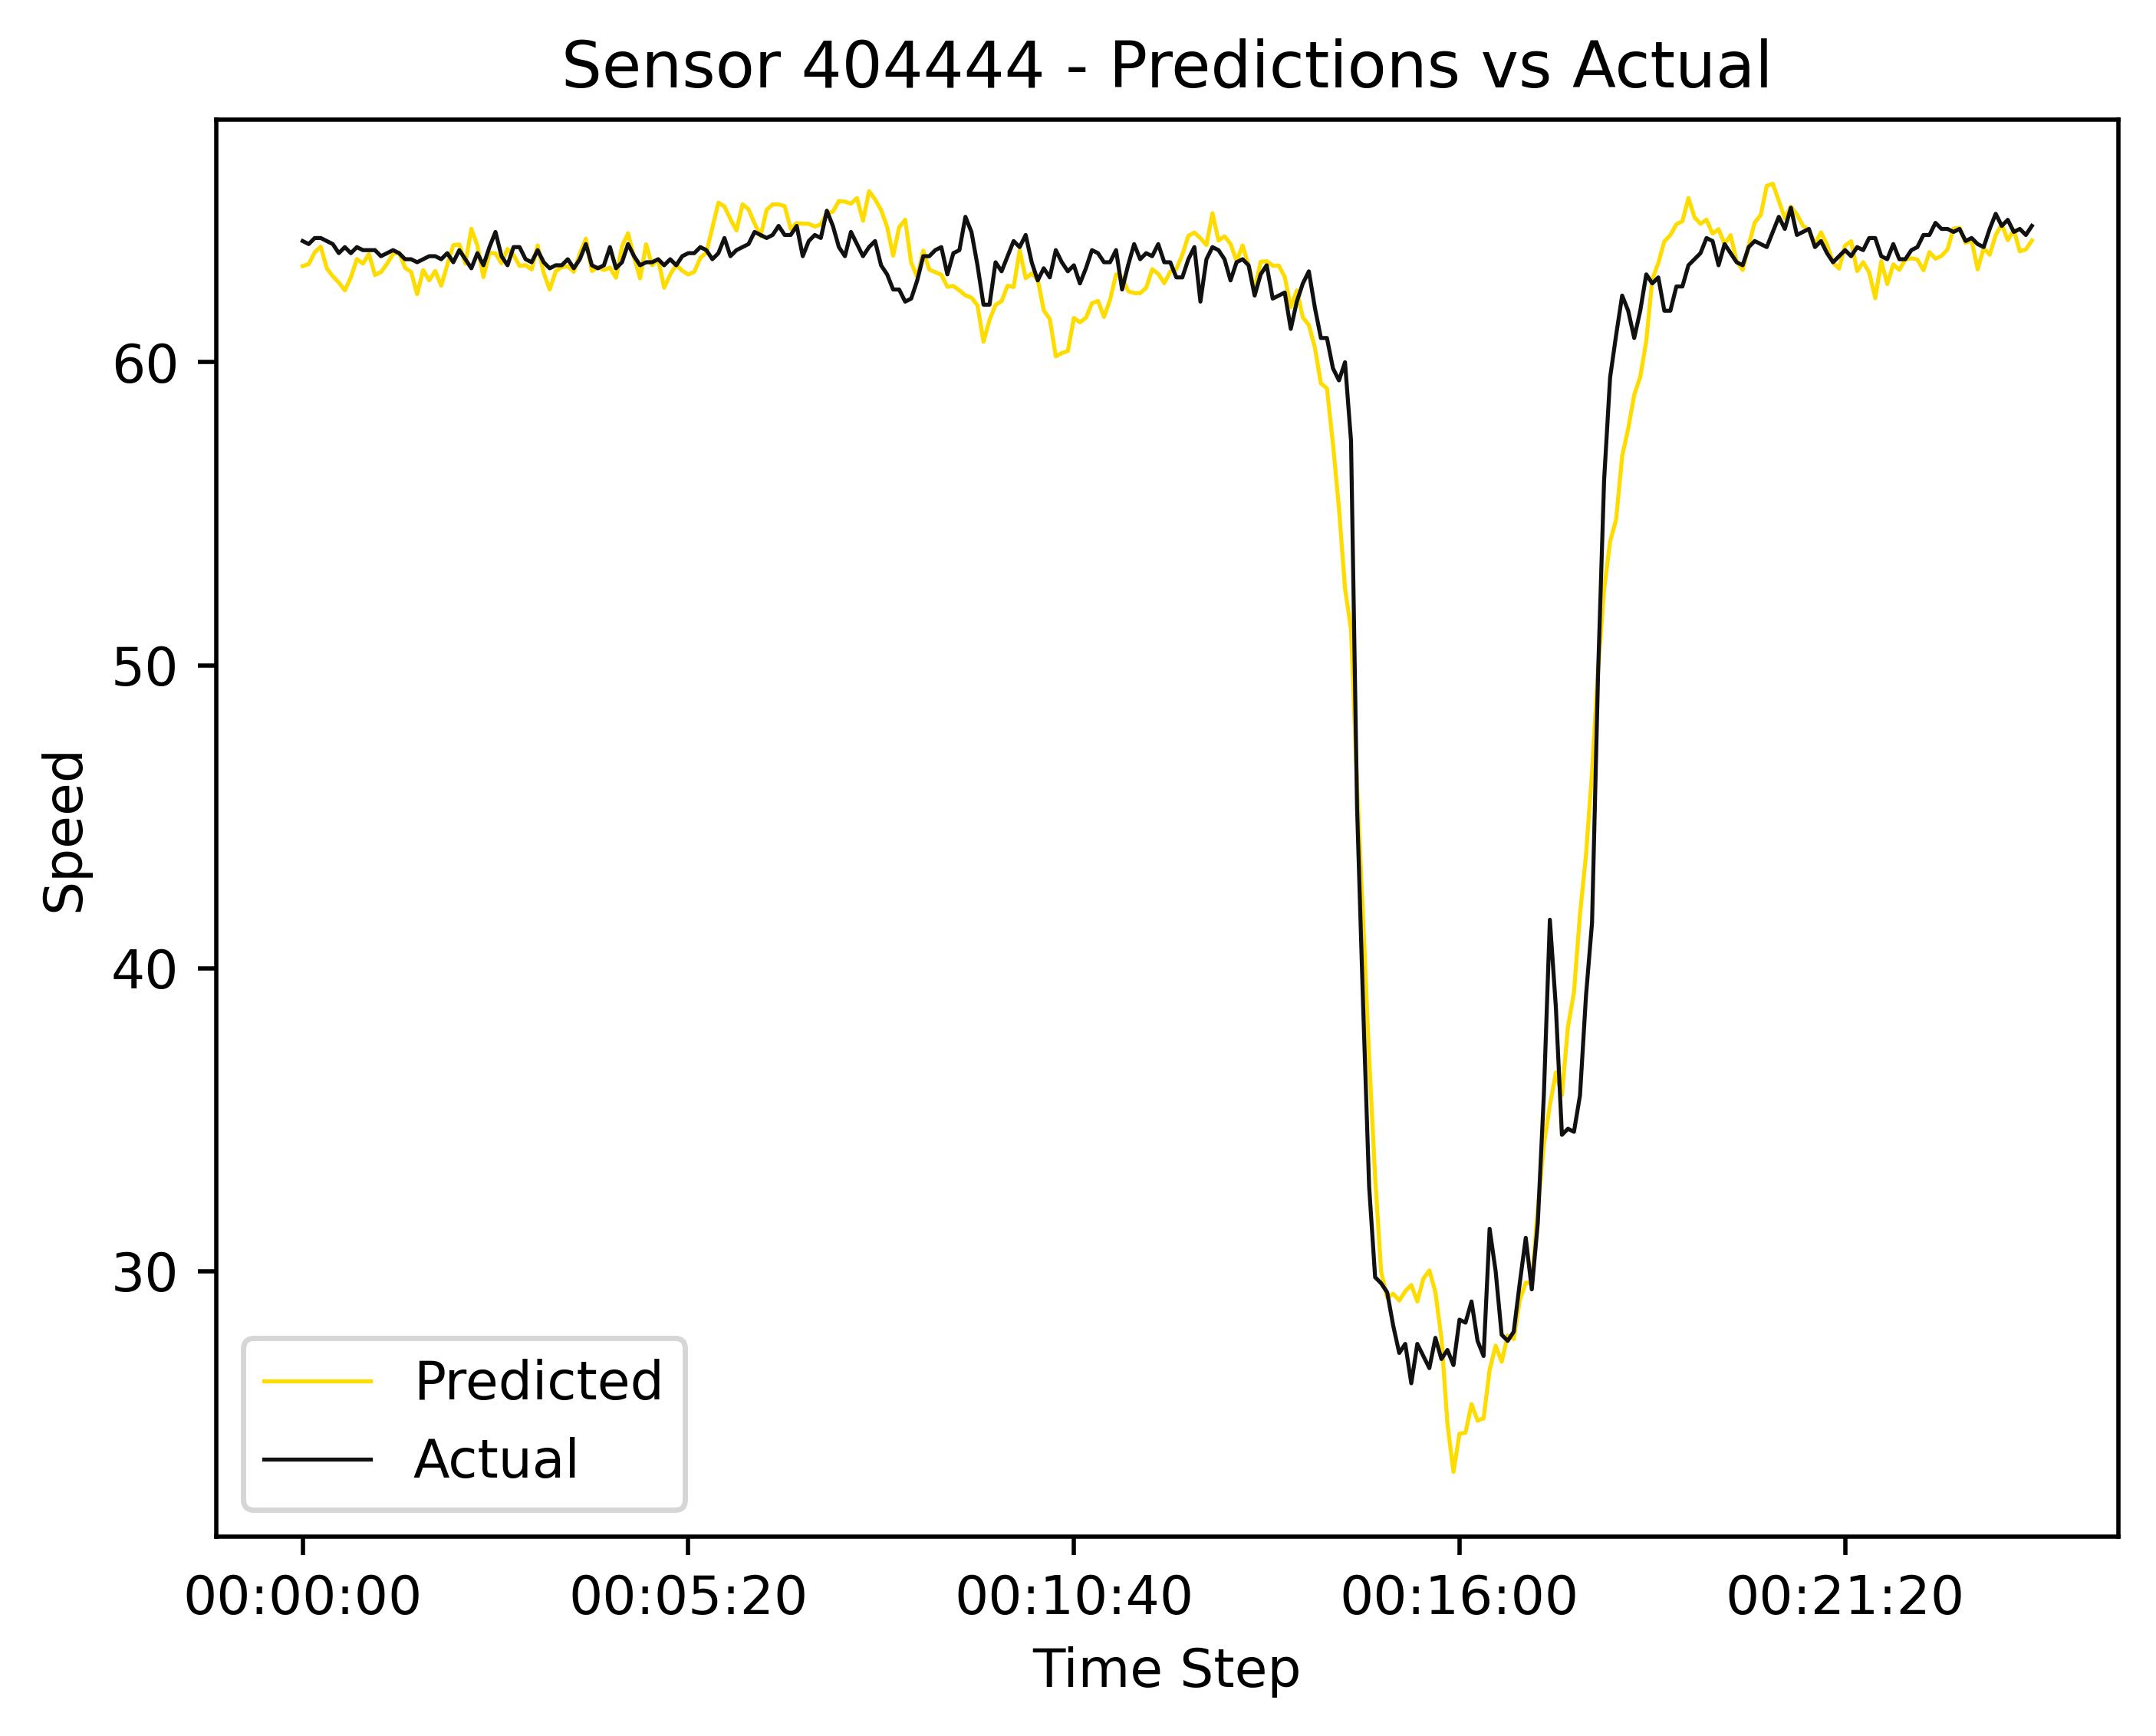 Sensor 404444 - Predictions vs Actual
Speed
60
50
40
30
Predicted
Actual
00:00:00 00:05:20 00:10:40 00:16:00 00:21:20
Time Step